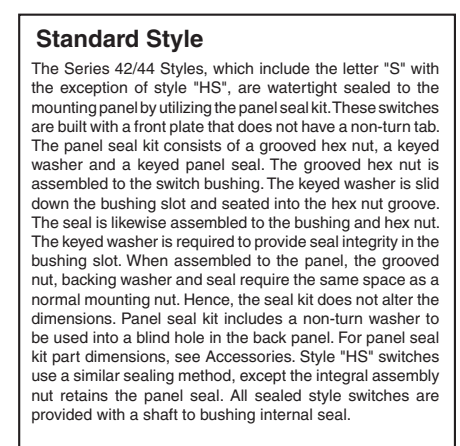 Standard Style
The Series 42/44 Styles, which include the letter "S" with
the exception of style "HS", are watertight sealed to the
mounting panel by utilizing the panel seal kit. These switches
are built with a front plate that does not have a non-turn tab.
The panel seal kit consists of a grooved hex nut, a keyed
washer and a keyed panel seal. The grooved hex nut is
assembled to the switch bushing. The keyed washer is slid
down the bushing slot and seated into the hex nut groove.
The seal is likewise assembled to the bushing and hex nut.
The keyed washer is required to provide seal integrity in the
bushing slot. When assembled to the panel, the grooved
nut, backing washer and seal require the same space as a
normal mounting nut. Hence, the seal kit does not alter the
dimensions. Panel seal kit includes a non-turn washer to
be used into a blind hole in the back panel. For panel seal
kit part dimensions, see Accessories. Style "HS" switches
use a similar sealing method, except the integral assembly
nut retains the panel seal. All sealed style switches are
provided with a shaft to bushing internal seal.